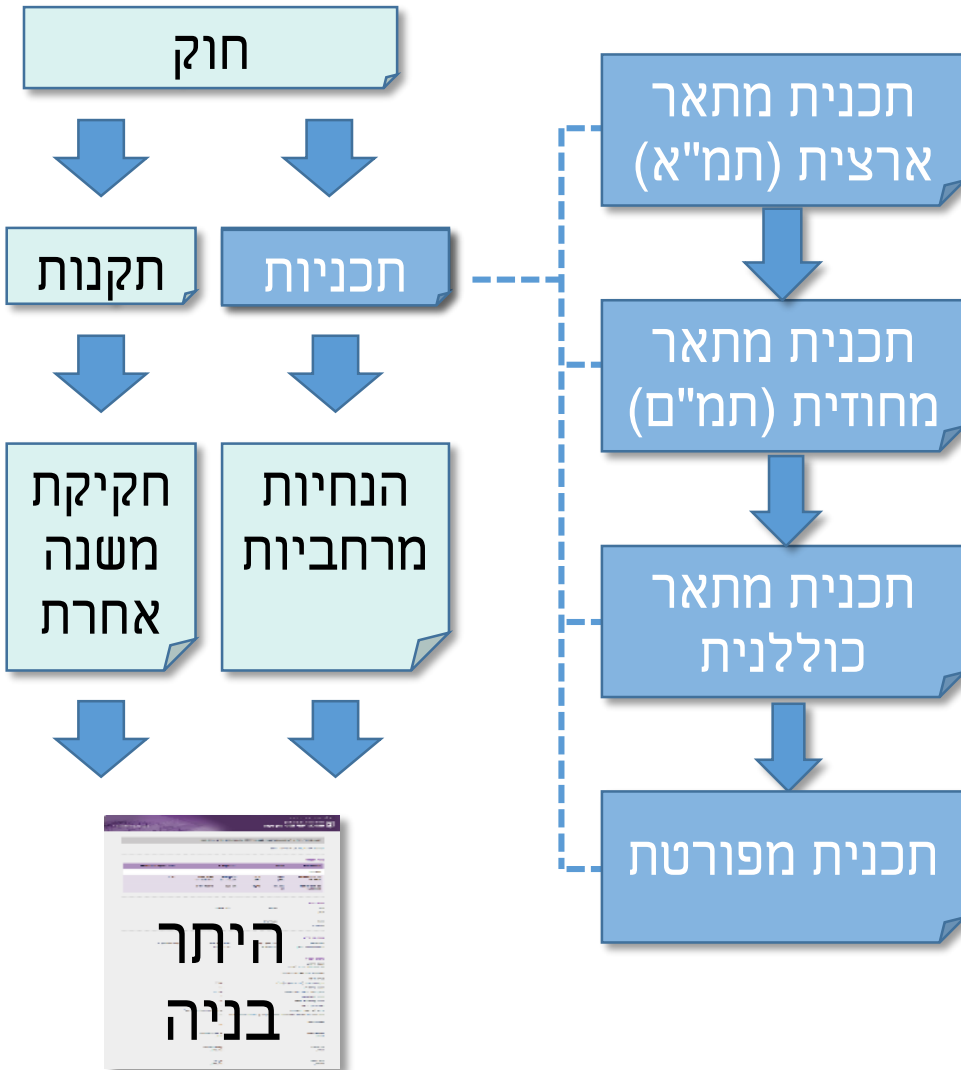 חוק
תכניות
תקנות
הנחיות
מרחביות
חקיקת
משנה
אחרת
היתר
בניה
תכנית מתאר
ארצית (תמ"א)
תכנית מתאר
מחוזית (תמ"ם)
תכנית מתאר
כוללנית
תכנית מפורטת